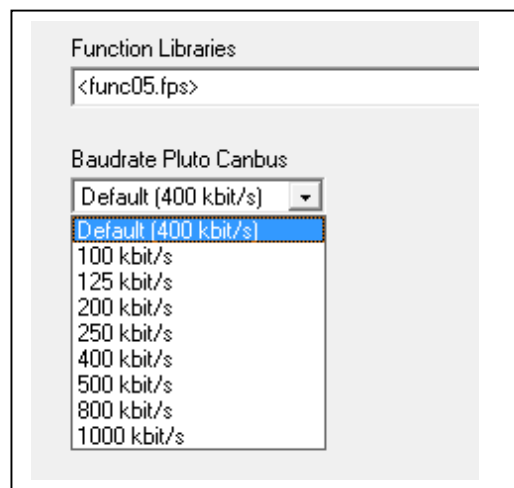 Function Libraries
<func05.fps>
Baudrate Pluto Canbus
Default (400 kbit/s)
Default (400 kbit/s)
100 kbit/s
125 kbit/s
200 kbit/s
250 kbit/s
400 kbit/s
500 kbit/s
800 kbit/s
1000 kbit/s